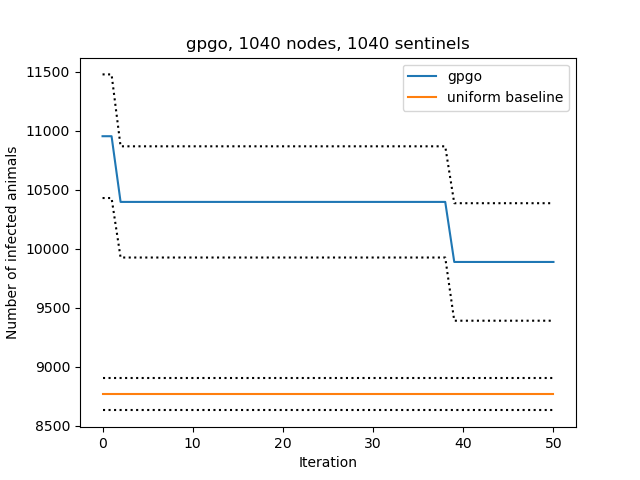 gpgo, 1040 nodes, 1040 sentinels
gpgo
uniform baseline
Number of infected animals
11500
11000
10500
10000
9500
9000
8500
0 10 20 30 40 50
Iteration